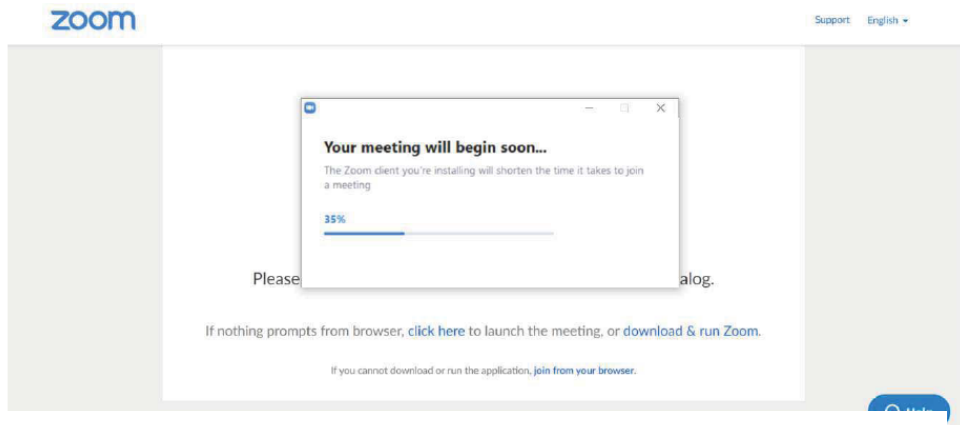 zoom
Support English
Your meeting will begin soon...
The Zoom client you're installing will shorten the time it takes to join
a meeting
35%
Please alog.
If nothing prompts from browser, click here to launch the meeting, or download & run Zoom.
If you cannot download or run the application, join from your browser.